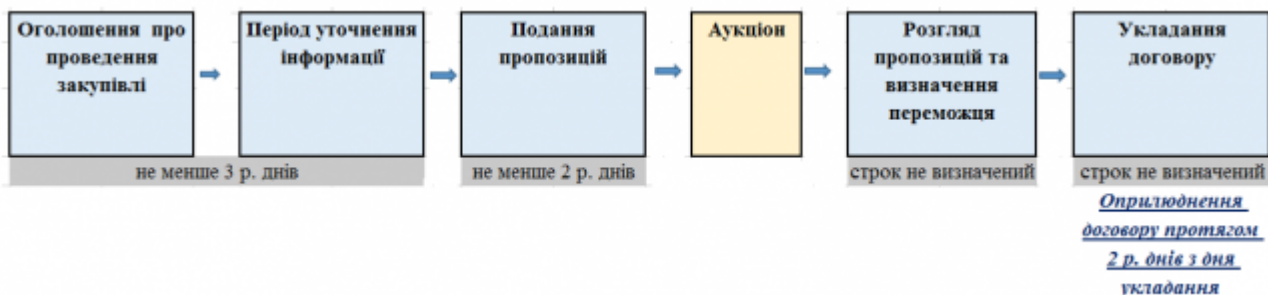 Оголошення про
проведення
закупівлі
Період уточнення
інформації
Подання
пропозицій
Аукціон
Розгляд
пропозицій та
визначення
переможця
Укладання
договору
не менше 3 р. днів
не менше 2 р. днів
строк не визначений
строк не визначений
Оприлюднення
договору протягом
2 р. днів з дня
укладання